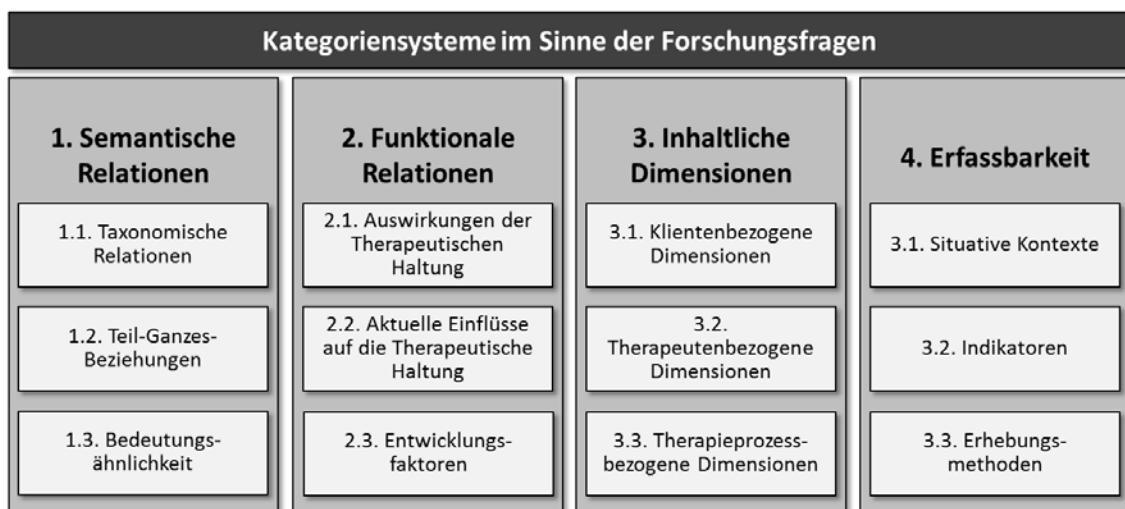 Kategoriensysteme im Sinne der Forschungsfragen
1. Semantische
Relationen
1.1. Taxonomische
Relationen
1.2. Teil-Ganzes-
Beziehungen
1.3. Bedeutungs-
ähnlichkeit
2. Funktionale
Relationen
2.1. Auswirkungen der
Therapeutischen
Haltung
2.2. Aktuelle Einflüsse
auf die Therapeutische
Haltung
2.3. Entwicklungs-
faktoren
3. Inhaltliche
Dimensionen
3.1. Klientenbezogene
Dimensionen
3.2.
Therapeutenbezogene
Dimensionen
3.3. Therapieprozess-
bezogene Dimensionen
4. Erfassbarkeit
3.1. Situative Kontexte
3.2. Indikatoren
3.3. Erhebungs-
methoden